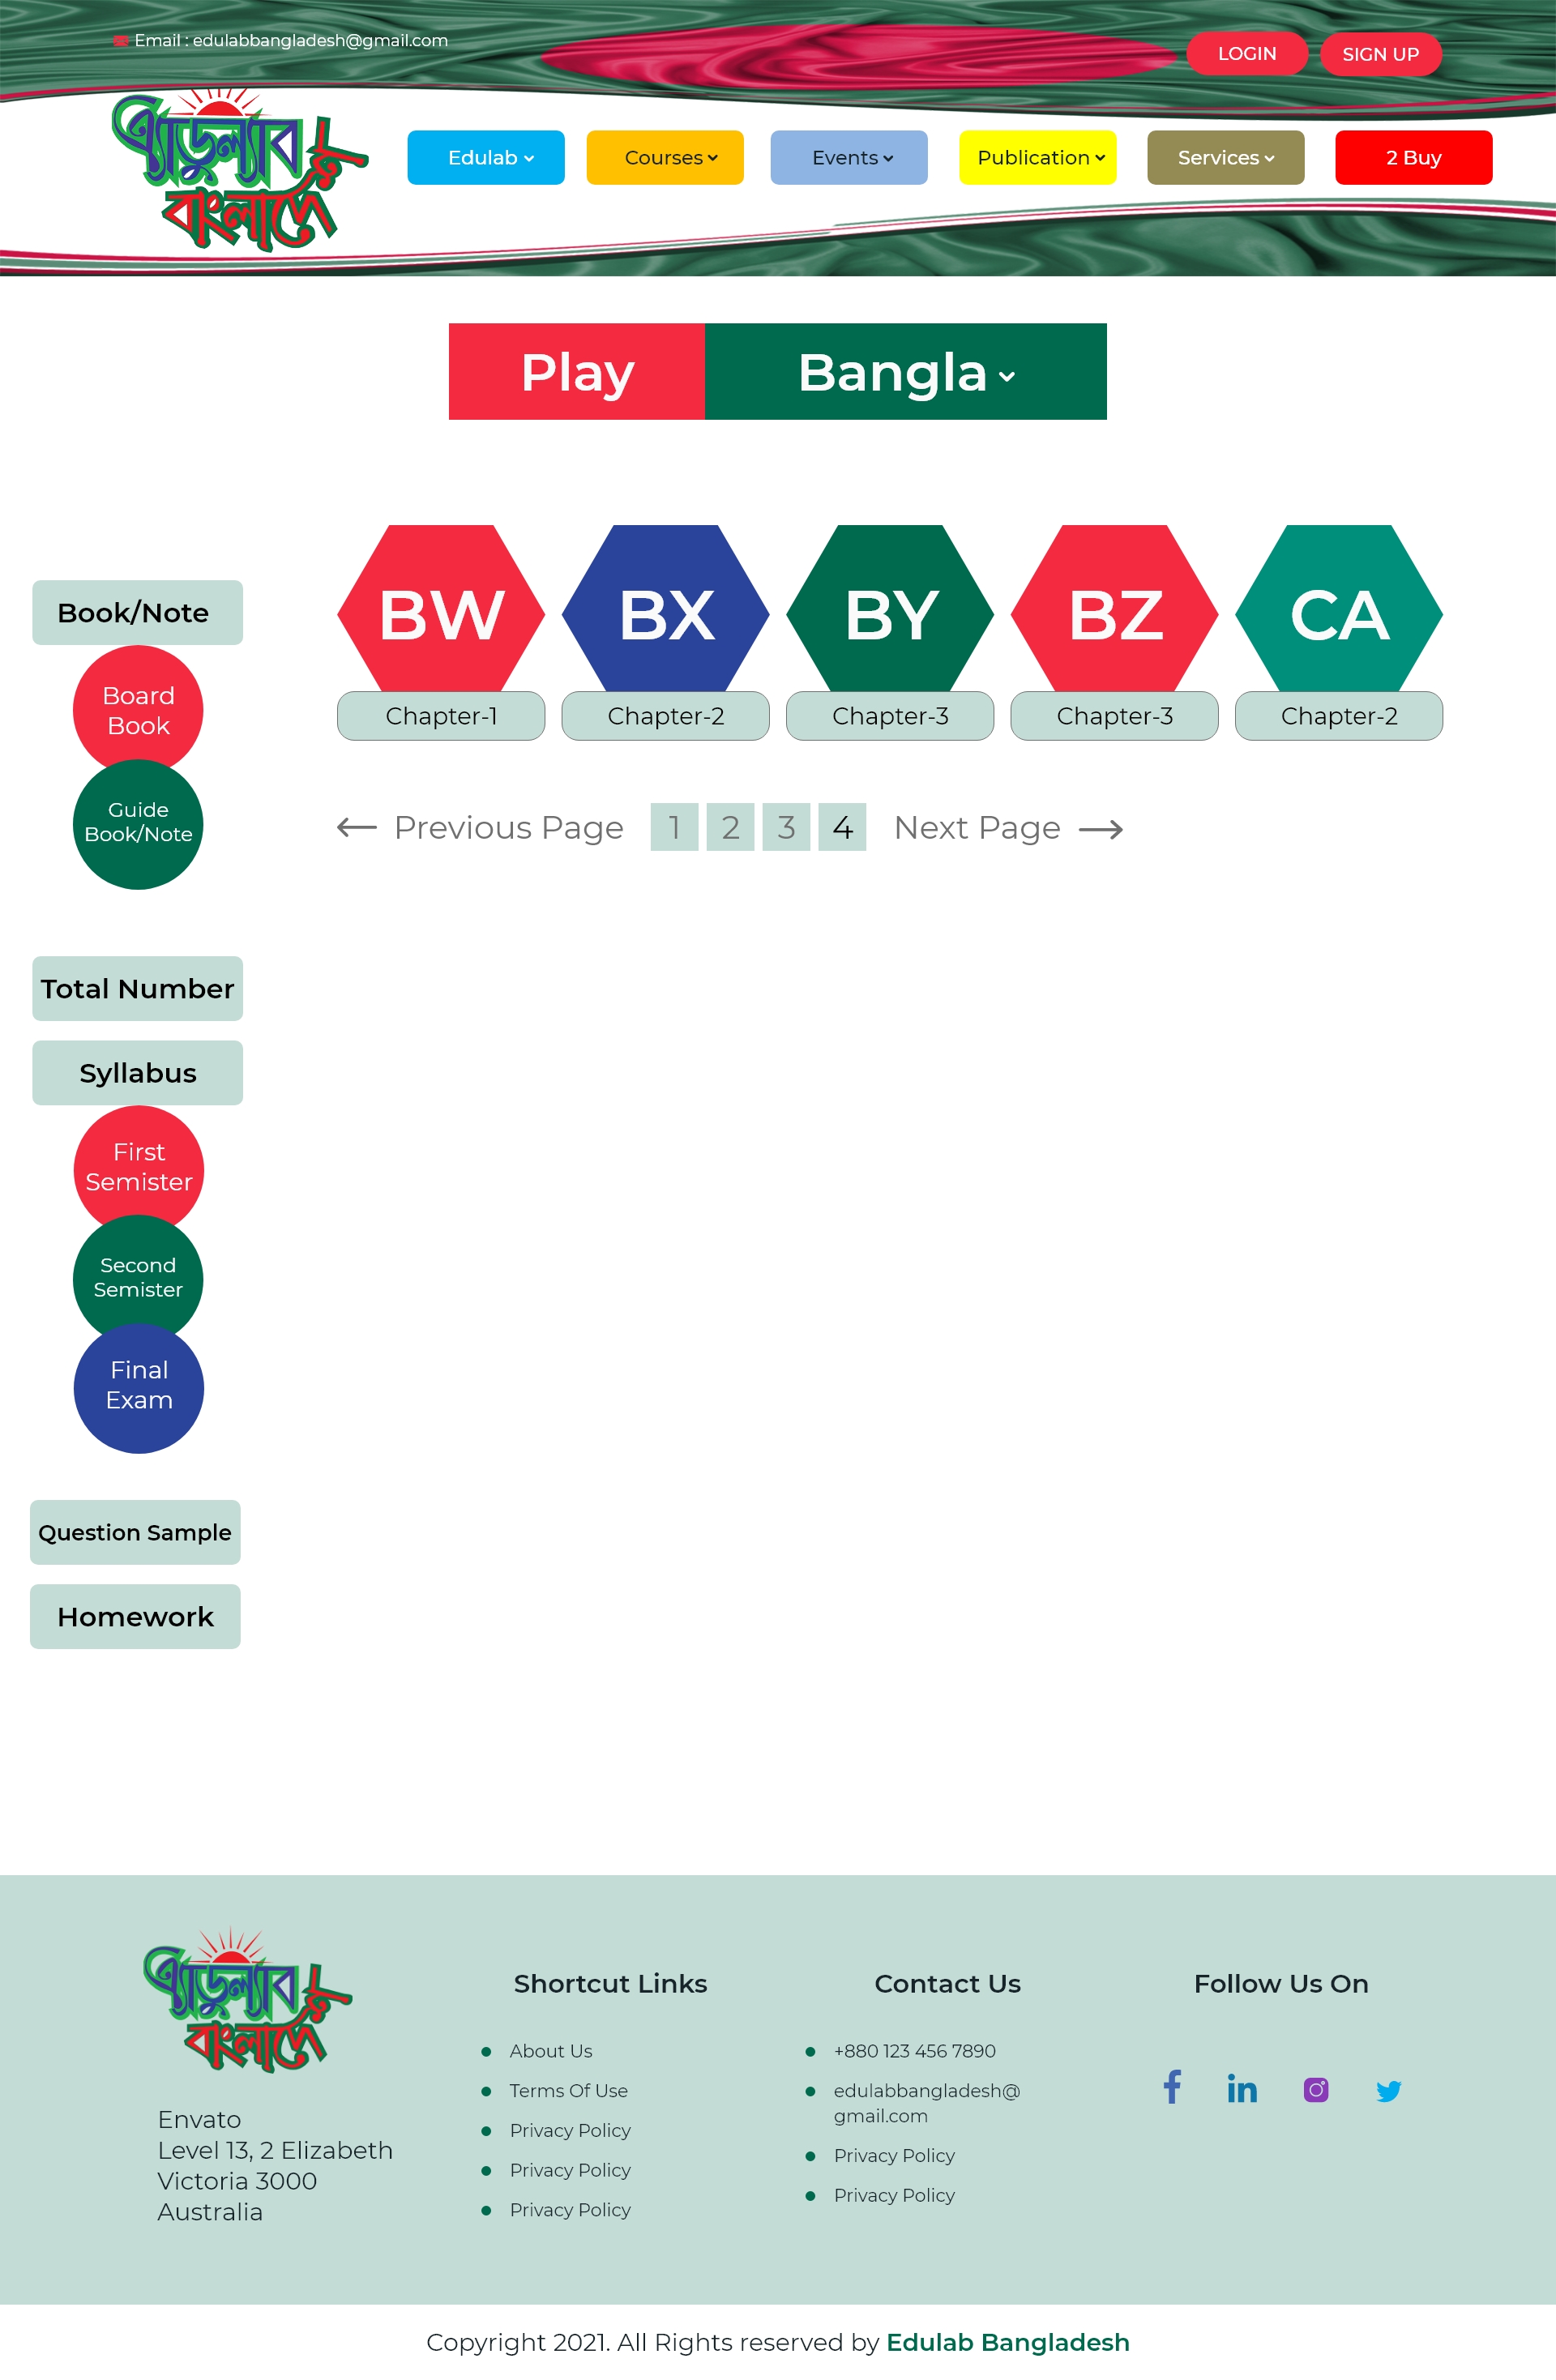 Email : edulabbangladesh@gmail.com
LOGIN
SIGN UP
এ্যাডুল্যাব
বাংলাদেশ
Edulab
Courses
Events
Publication
Services
2 Buy
Play
Bangla
BW
BX
BY
BZ
CA
Chapter-1
Chapter-2
Chapter-3
Chapter-3
Chapter-2
Previous Page
1
2
3
4
Next Page
Book/Note
Board
Book
Guide
Book/Note
Total Number
Syllabus
First
Semister
Second
Semister
Final
Exam
Question Sample
Homework
এ্যাডুল্যাব
বাংলাদেশ
Envato
Level 13, 2 Elizabeth
Victoria 3000
Australia
Shortcut Links
About Us
Terms Of Use
Privacy Policy
Privacy Policy
Privacy Policy
Contact Us
+880 123 456 7890
edulabbangladesh@
gmail.com
Privacy Policy
Privacy Policy
Follow Us On
Copyright 2021. All Rights reserved by Edulab Bangladesh